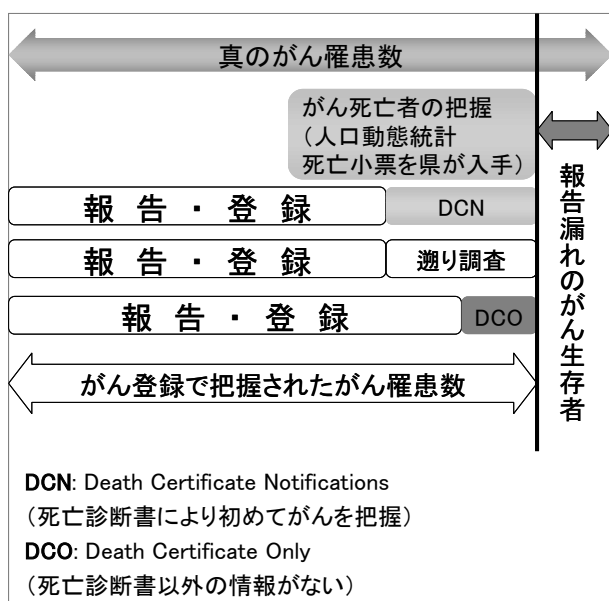 真のがん罹患数
がん死亡者の把握
（人口動態統計
死亡小票を県が入手）
報告・登録
DCN
報告・登録
遡り調査
報告・登録
DCO
がん登録で把握されたがん罹患数
報告漏れのがん生存者
DCN: Death Certificate Notifications
（死亡診断書により初めてがんを把握）
DCO: Death Certificate Only
（死亡診断書以外の情報がない）